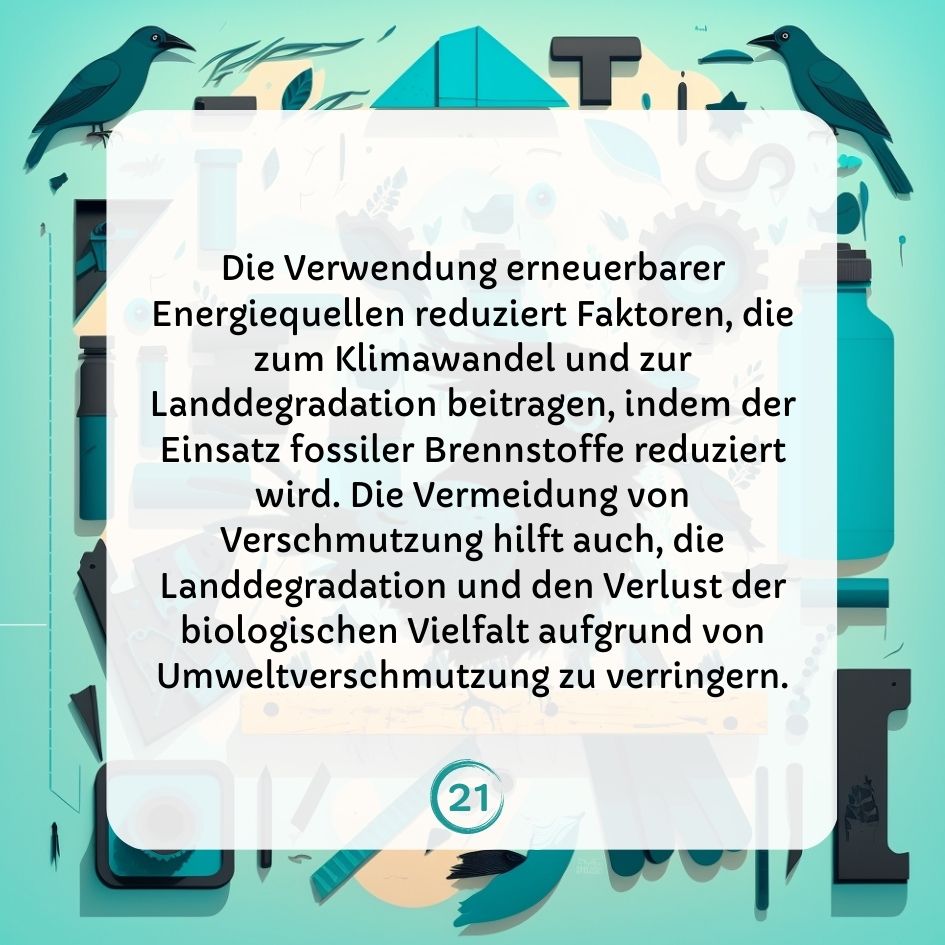 Die Verwendung erneuerbarer
Energiequellen reduziert Faktoren, die
zum Klimawandel und zur
Landdegradation beitragen, indem der
Einsatz fossiler Brennstoffe reduziert
wird. Die Vermeidung von
Verschmutzung hilft auch, die
Landdegradation und den Verlust der
biologischen Vielfalt aufgrund von
Umweltverschmutzung zu verringern.
21